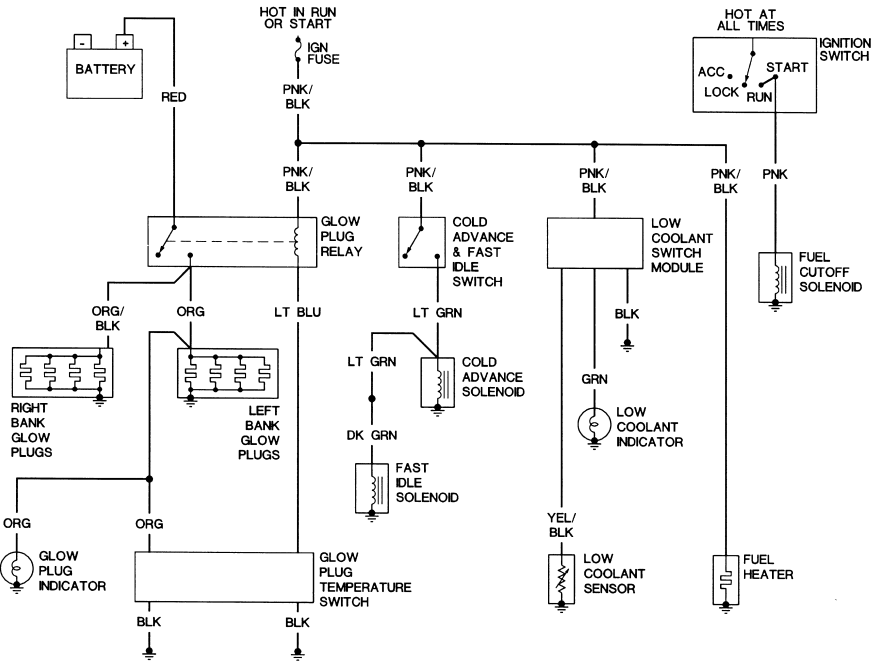 HOT IN RUN
OR START
IGN
FUSE
- +
BATTERY
RED
PNK/
BLK
HOT AT
ALL TIMES
IGNITION
SWITCH
ACC
START
LOCK
RUN
PNK/
BLK
PNK/
BLK
PNK/
BLK
PNK/
BLK
PNK
GLOW
PLUG
RELAY
COLD
ADVANCE
& FAST
IDLE
SWITCH
LOW
COOLANT
SWITCH
MODULE
FUEL
CUTOFF
SOLENOID
ORG/
BLK
ORG
LT BLU
LT GRN
BLK
LT GRN
COLD
ADVANCE
SOLENOID
GRN
RIGHT
BANK
GLOW
PLUGS
LEFT
BANK
GLOW
PLUGS
DK GRN
LOW
COOLANT
INDICATOR
FAST
IDLE
SOLENOID
ORG
ORG
YEL/
BLK
GLOW
PLUG
INDICATOR
GLOW
PLUG
TEMPERATURE
SWITCH
LOW
COOLANT
SENSOR
FUEL
HEATER
BLK
BLK